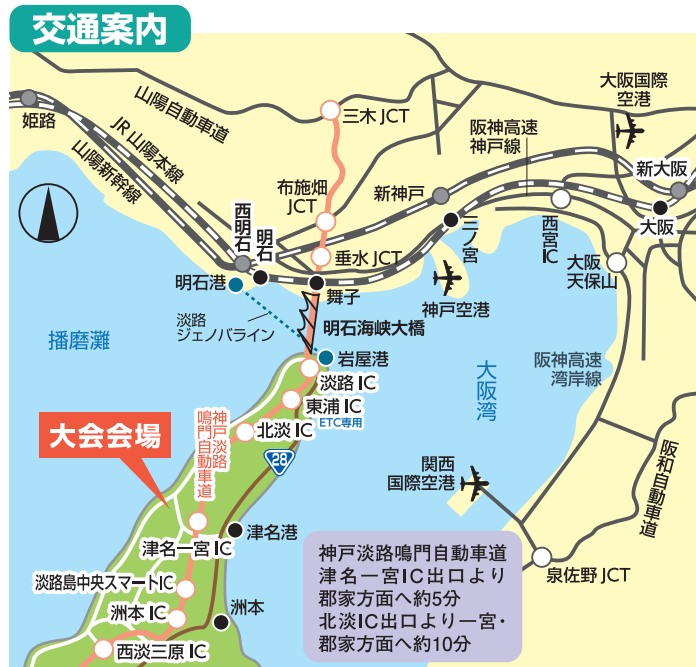 交通案内
大阪国際
空港
三木JCT
山陽自動車道
姫路
阪神高速
神戸線
JR山陽本線
山陽新幹線
新大阪
布施畑
JCT
新神戸
大阪
西明石
明石
三ノ宮
西宮IC
垂水JCT
大阪
天保山
明石港
舞子
神戸空港
淡路
ジェノバライン
明石海峡大橋
播磨灘
岩屋港
阪神高速
湾岸線
大阪湾
淡路IC
東浦IC
ETC専用
大会会場
神戸淡路
鳴門自動車道
北淡IC
28
関西
国際空港
阪和自動車道
津名港
津名一宮IC
神戸淡路鳴門自動車道
津名一宮IC出口より
郡家方面へ約5分
北淡IC出口より一宮・
郡家方面へ約10分
泉佐野JCT
淡路島中央スマートIC
洲本IC
洲本
西淡三原IC